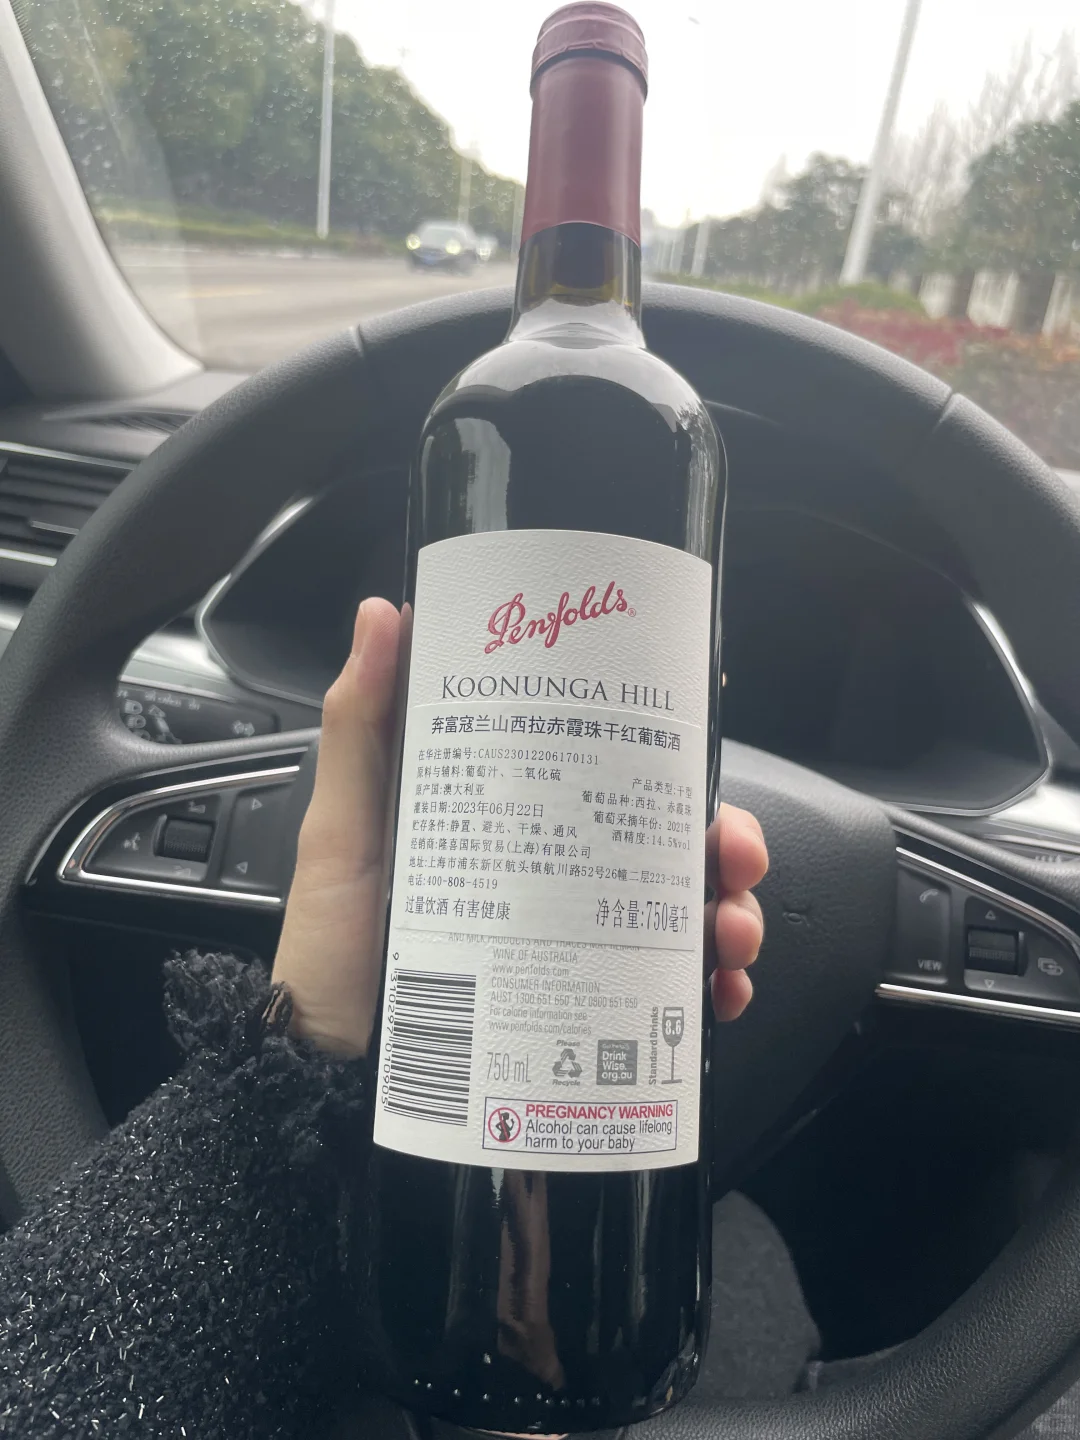 Penfolds®
KOONUNGA HILL
奔富寇兰山西拉赤霞珠干红葡萄酒
在华注册编号:CAUS23012206170131
原料与辅料:葡萄汁、二氧化硫
产品类型:干型
原产国:澳大利亚
葡萄品种:西拉、赤霞珠
灌装日期:2023年06月22日
葡萄采摘年份:2021年
贮存条件:静置、避光、干燥、通风
酒精度:14.5%vol
经销商:隆喜国际贸易(上海)有限公司
地址:上海市浦东新区航头镇航川路52号26幢二层223-234室
电话:400-808-4519
过量饮酒 有害健康
净含量:750毫升
AND MILK PRODUCTS AND TRACES MAY REMAIN
WINE OF AUSTRALIA
www.penfolds.com
CONSUMER INFORMATION
AUST 1300 651 650 NZ 0800 651 650
For calorie information see -
www.penfolds.com/calories
9310297010905
750 mL
Please
Recycle
Drink
Wise.
org.au
Standard Drinks
8.6
PREGNANCY WARNING
Alcohol can cause lifelong
harm to your baby
VIEW